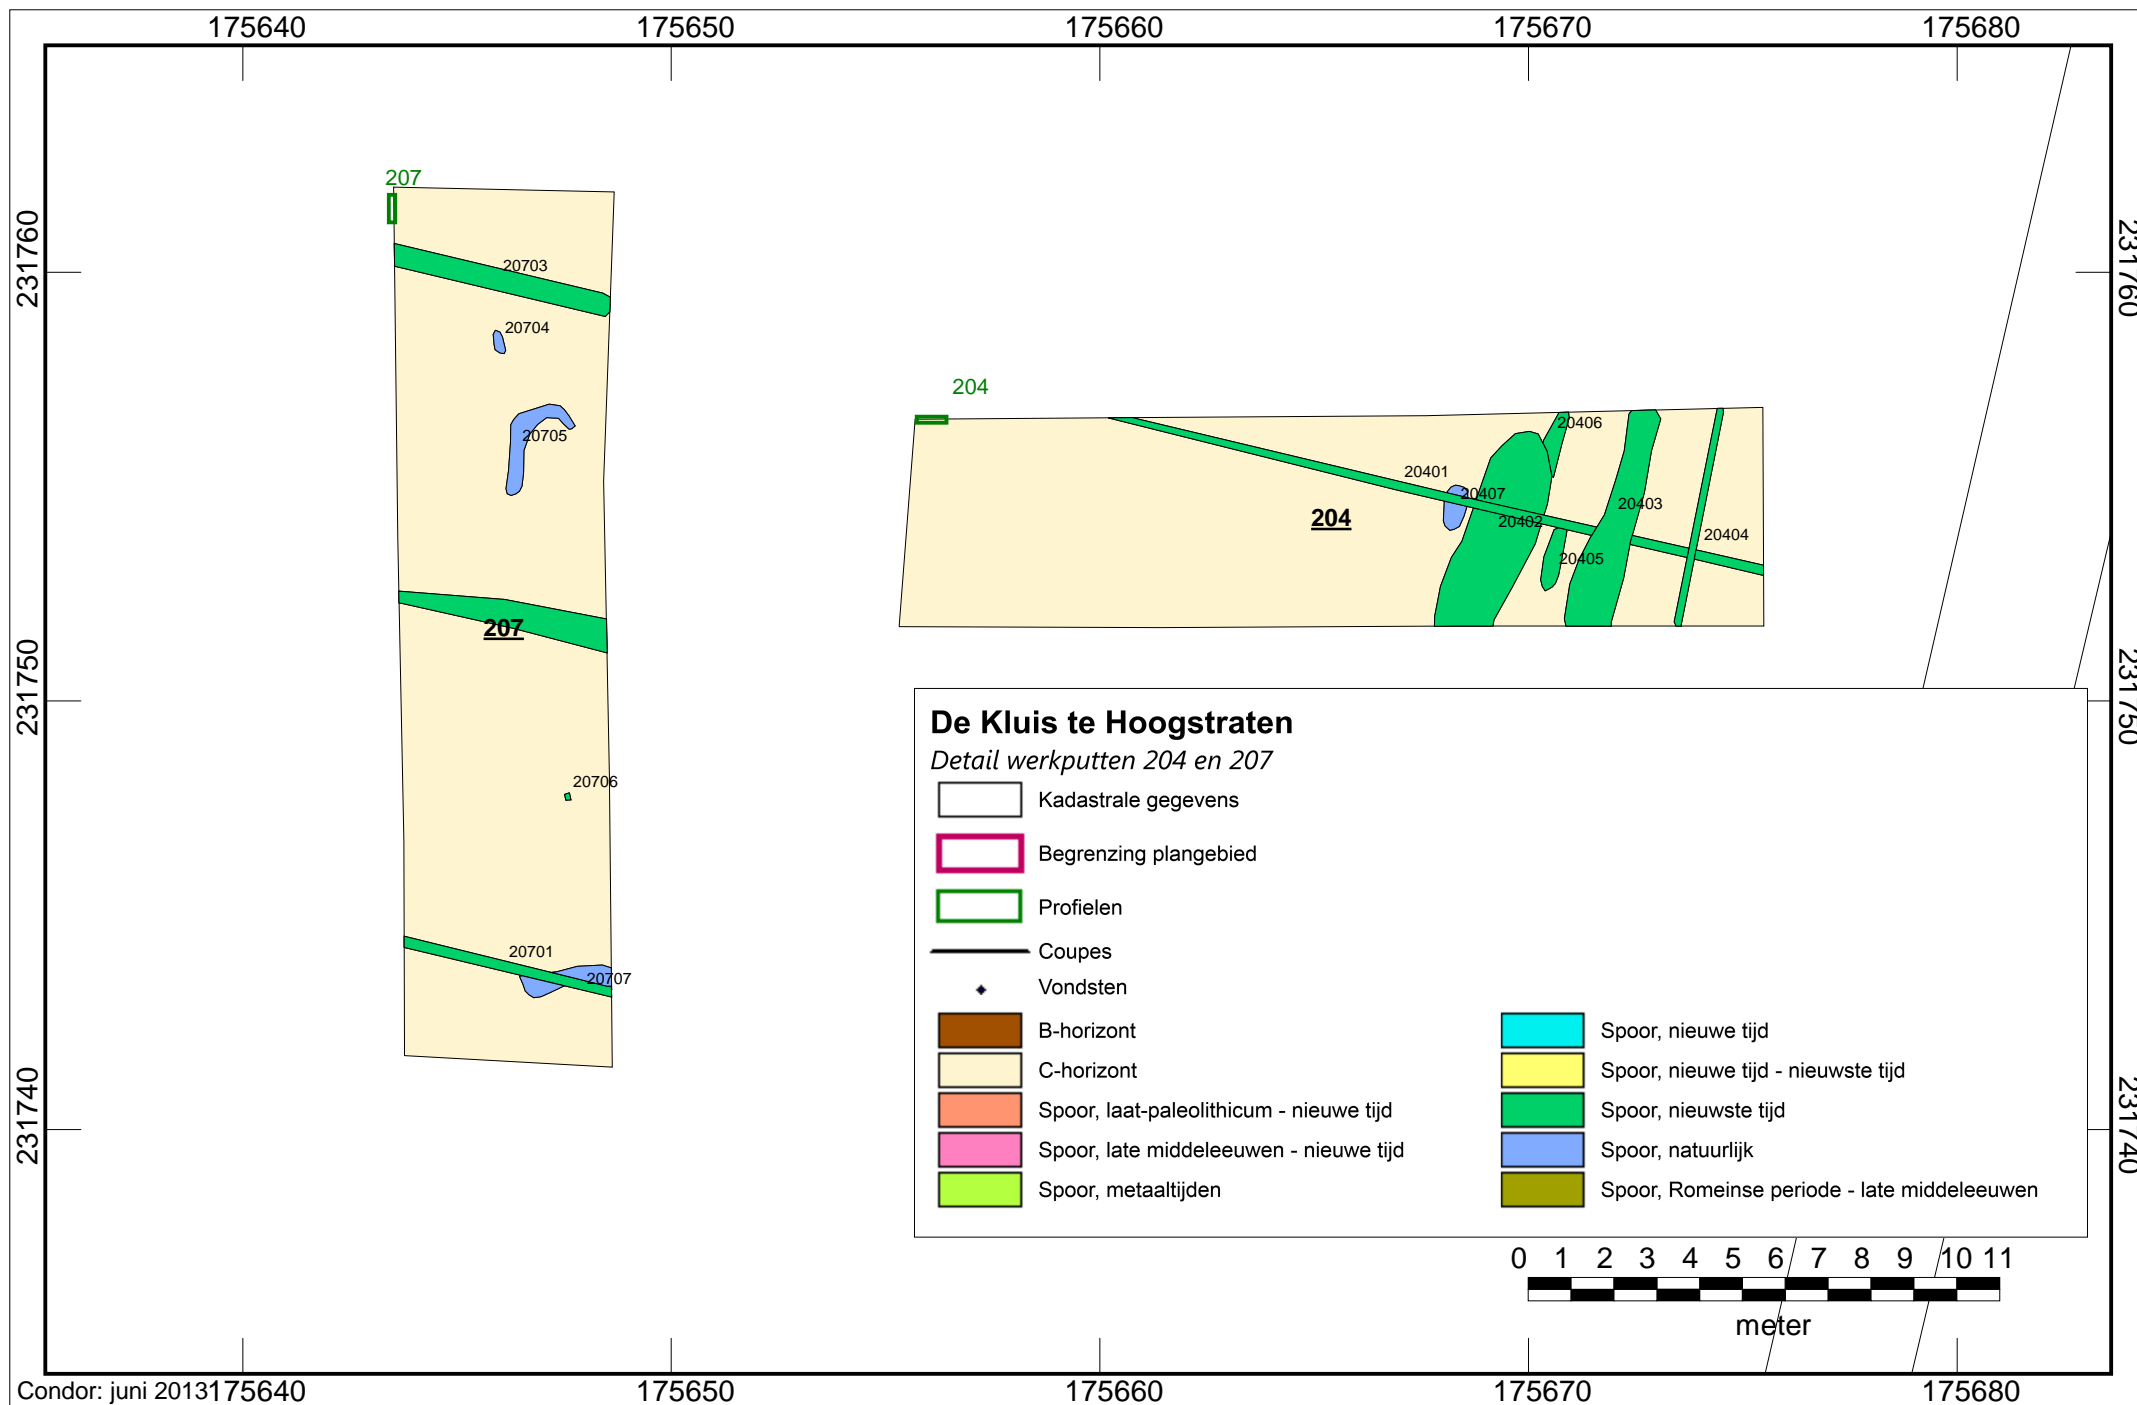 175640 175650 175660 175670 175680
207
231760 231760
20703
20704
204
20705
20406
20401
20407
20403
204
20402
20404
20405
207
231750 231750
De Kluis te Hoogstraten
Detail werkputten 204 en 207
20706
Kadastrale gegevens
Begrenzing plangebied
Profielen
20701
Coupes
20707
Vondsten
B-horizont
Spoor, nieuwe tijd
C-horizont
Spoor, nieuwe tijd - nieuwste tijd
Spoor, laat-paleolithicum - nieuwe tijd
Spoor, nieuwste tijd
231740 231740
Spoor, late middeleeuwen - nieuwe tijd
Spoor, natuurlijk
Spoor, metaaltijden
Spoor, Romeinse periode - late middeleeuwen
0 1 2 3 4 5 6 7 8 9 10 11
meter
Condor: juni 2013
175640 175650 175660 175670 175680